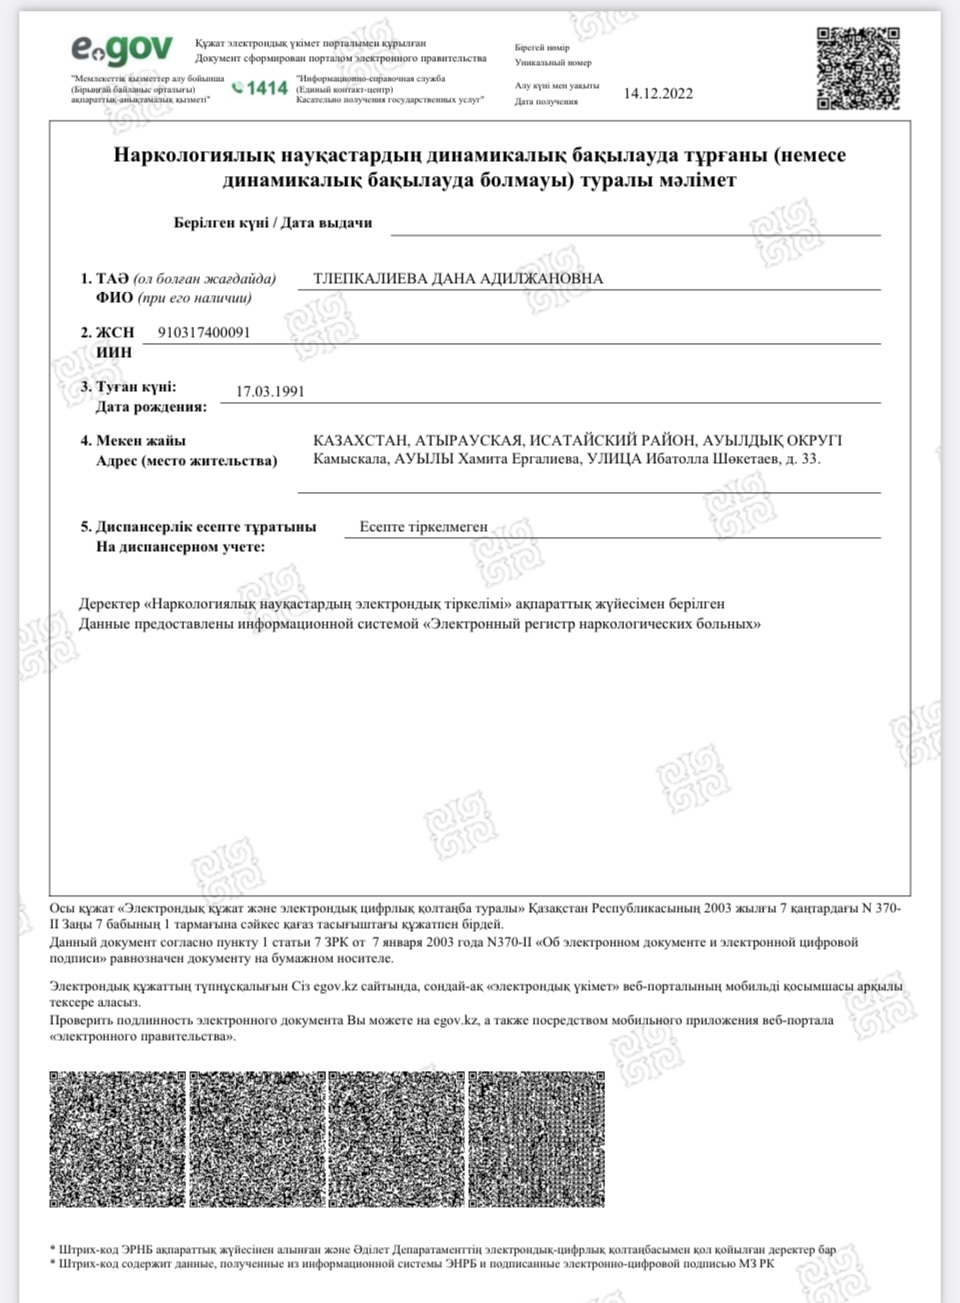 egov
Құжат электрондық үкімет порталымен құрылған
Документ сформирован порталом электронного правительства
"Мемлекеттік қызметтер алу бойынша
(Бірыңғай байланыс орталығы)
ақпараттық-анықтамалық қызметі"
1414
"Информационно-справочная служба
(Единый контакт-центр)
Касательно получения государственных услуг"
Бірегей нөмір
Уникальный номер
Алу күні мен уақыты
Дата получения
14.12.2022
Наркологиялық науқастардың динамикалық бақылауда тұрғаны (немесе
динамикалық бақылауда болмауы) туралы мәлімет
Берілген күні / Дата выдачи
1. ТАӘ (ол болған жағдайда) ТЛЕПКАЛИЕВА ДАНА АДИЛЖАНОВНА
ФИО (при его наличии)
2. ЖСН 910317400091
ИИН
3. Туған күні: 17.03.1991
Дата рождения:
4. Мекен жайы КАЗАХСТАН, АТЫРАУСКАЯ, ИСАТАЙСКИЙ РАЙОН, АУЫЛДЫҚ ОКРУГІ
Адрес (место жительства) Камыскала, АУЫЛЫ Хамита Ергалиева, УЛИЦА Ибатолла Шөкетаев, д. 33.
5. Диспансерлік есепте тұратыны Есепте тіркелмеген
На диспансерном учете:
Деректер «Наркологиялық науқастардың электрондық тіркелімі» ақпараттық жүйесімен берілген
Данные предоставлены информационной системой «Электронный регистр наркологических больных»
Осы құжат «Электрондық құжат және электрондық цифрлық қолтаңба туралы» Қазақстан Республикасының 2003 жылғы 7 қаңтардағы N 370-
II Заңы 7 бабының 1 тармағына сәйкес қағаз тасығыштағы құжатпен бірдей.
Данный документ согласно пункту 1 статьи 7 ЗРК от 7 января 2003 года N370-II «Об электронном документе и электронной цифровой
подписи» равнозначен документу на бумажном носителе.
Электрондық құжаттың түпнұсқалығын Сіз egov.kz сайтында, сондай-ақ «электрондық үкімет» веб-порталының мобильді қосымшасы арқылы
тексере аласыз.
Проверить подлинность электронного документа Вы можете на egov.kz, а также посредством мобильного приложения веб-портала
«электронного правительства».
* Штрих-код ЭРНБ ақпараттық жүйесінен алынған және Әділет Департаменттің электрондық-цифрлық қолтаңбасымен қол қойылған деректер бар
* Штрих-код содержит данные, полученные из информационной системы ЭНРБ и подписанные электронно-цифровой подписью МЗ РК